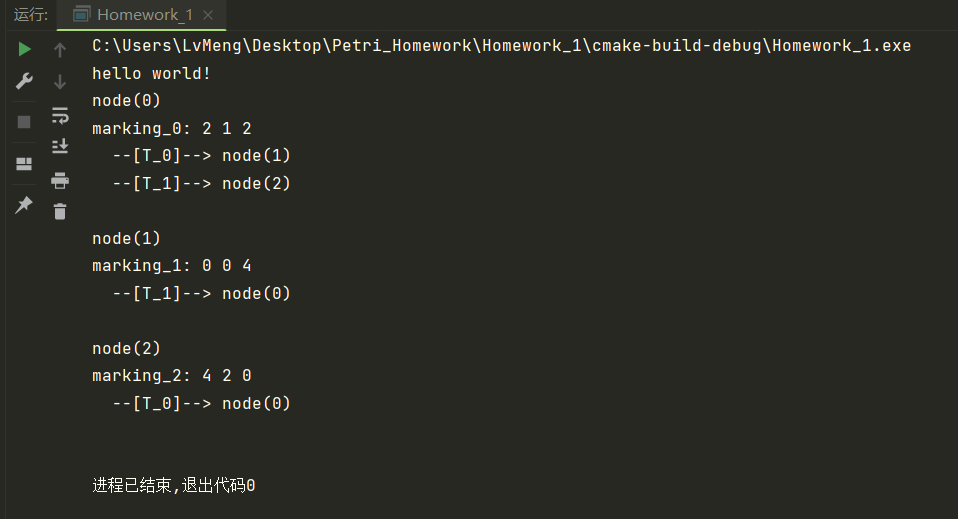 运行: Homework_1
C:\Users\LvMeng\Desktop\Petri_Homework\Homework_1\cmake-build-debug\Homework_1.exe
hello world!
node(0)
marking_0: 2 1 2
  --[T_0]--> node(1)
  --[T_1]--> node(2)
node(1)
marking_1: 0 0 4
  --[T_1]--> node(0)
node(2)
marking_2: 4 2 0
  --[T_0]--> node(0)
进程已结束,退出代码0